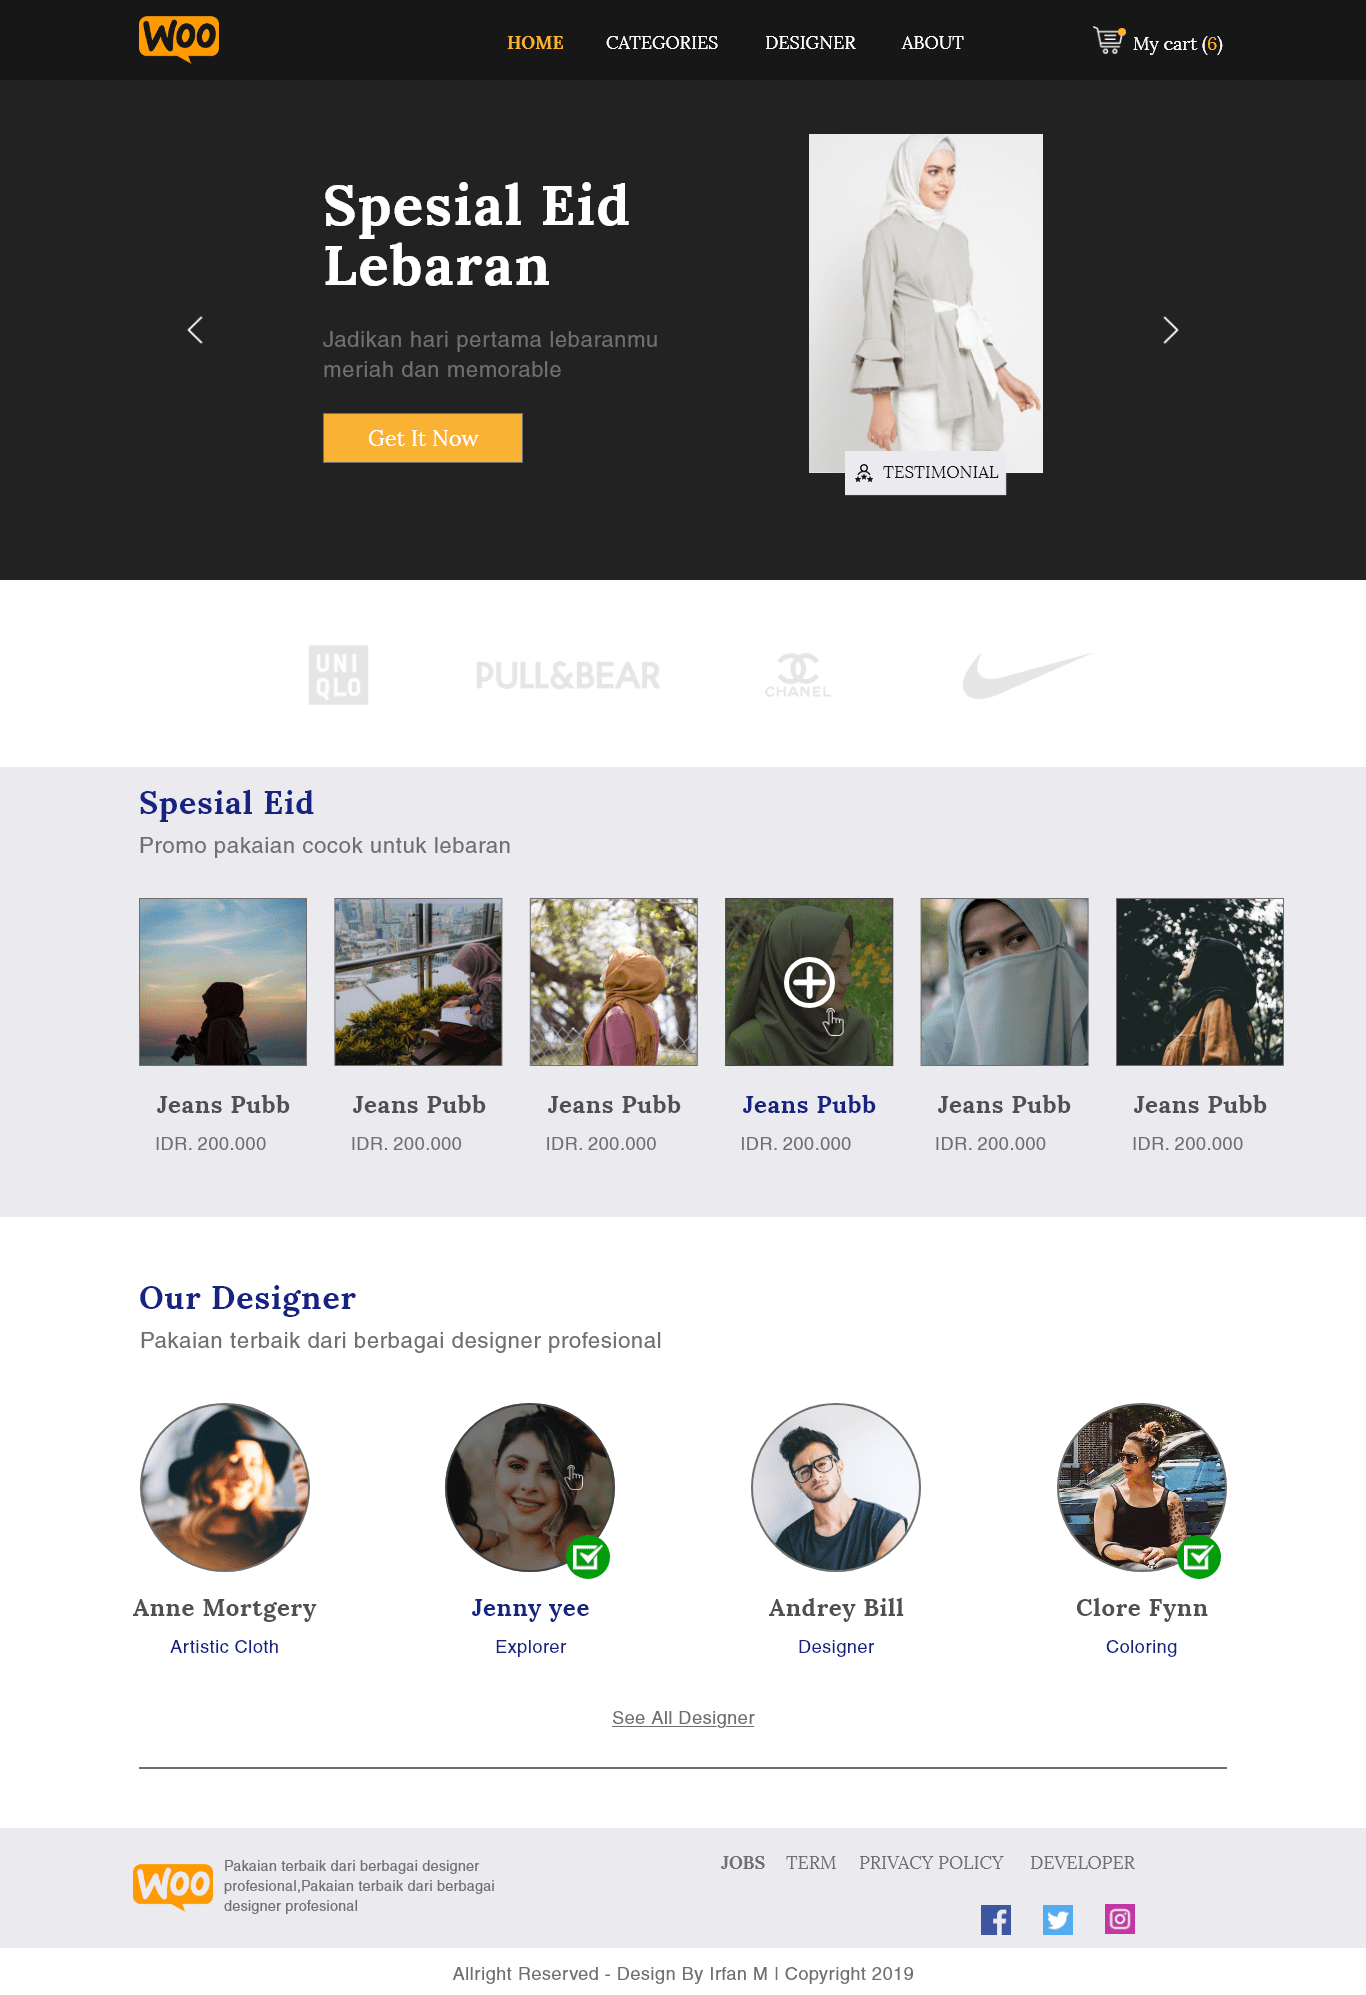 Woo
HOME CATEGORIES DESIGNER ABOUT
My cart (6)
Spesial Eid
Lebaran
Jadikan hari pertama lebaranmu
meriah dan memorable
Get It Now
TESTIMONIAL
UNI
QLO
PULL&BEAR
CHANEL
Spesial Eid
Promo pakaian cocok untuk lebaran
Jeans Pubb Jeans Pubb Jeans Pubb Jeans Pubb Jeans Pubb Jeans Pubb
IDR. 200.000 IDR. 200.000 IDR. 200.000 IDR. 200.000 IDR. 200.000 IDR. 200.000
Our Designer
Pakaian terbaik dari berbagai designer profesional
Anne Mortgery Jenny yee Andrey Bill Clore Fynn
Artistic Cloth Explorer Designer Coloring
See All Designer
Woo
Pakaian terbaik dari berbagai designer
profesional,Pakaian terbaik dari berbagai
designer profesional
JOBS TERM PRIVACY POLICY DEVELOPER
Allright Reserved - Design By Irfan M | Copyright 2019